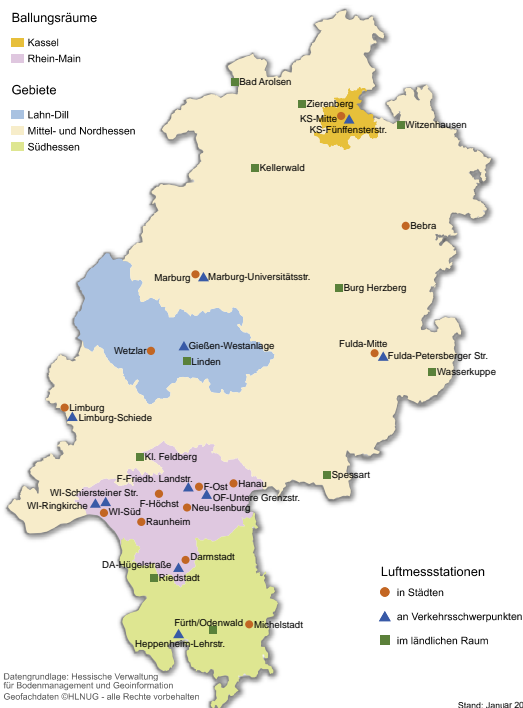 Ballungsräume
Kassel
Rhein-Main
Gebiete
Lahn-Dill
Mittel- und Nordhessen
Südhessen
Bad Arolsen
Zierenberg
KS-Mitte
KS-Fünffensterstr.
Witzenhausen
Kellerwald
Bebra
Marburg
Marburg-Universitätsstr.
Burg Herzberg
Wetzlar
Gießen-Westanlage
Linden
Fulda-Mitte
Fulda-Petersberger Str.
Wasserkuppe
Limburg
Limburg-Schiede
Kl. Feldberg
Spessart
F-Friedb. Landstr.
F-Ost
Hanau
WI-Schiersteiner Str.
OF-Untere Grenzstr.
WI-Ringkirche
F-Höchst
Neu-Isenburg
WI-Süd
Raunheim
Darmstadt
DA-Hügelstraße
Riedstadt
Fürth/Odenwald
Michelstadt
Heppenheim-Lehrstr.
Luftmessstationen
in Städten
an Verkehrsschwerpunkten
im ländlichen Raum
Datengrundlage: Hessische Verwaltung
für Bodenmanagement und Geoinformation
Geofachdaten ©HLNUG - alle Rechte vorbehalten
Stand: Januar 20